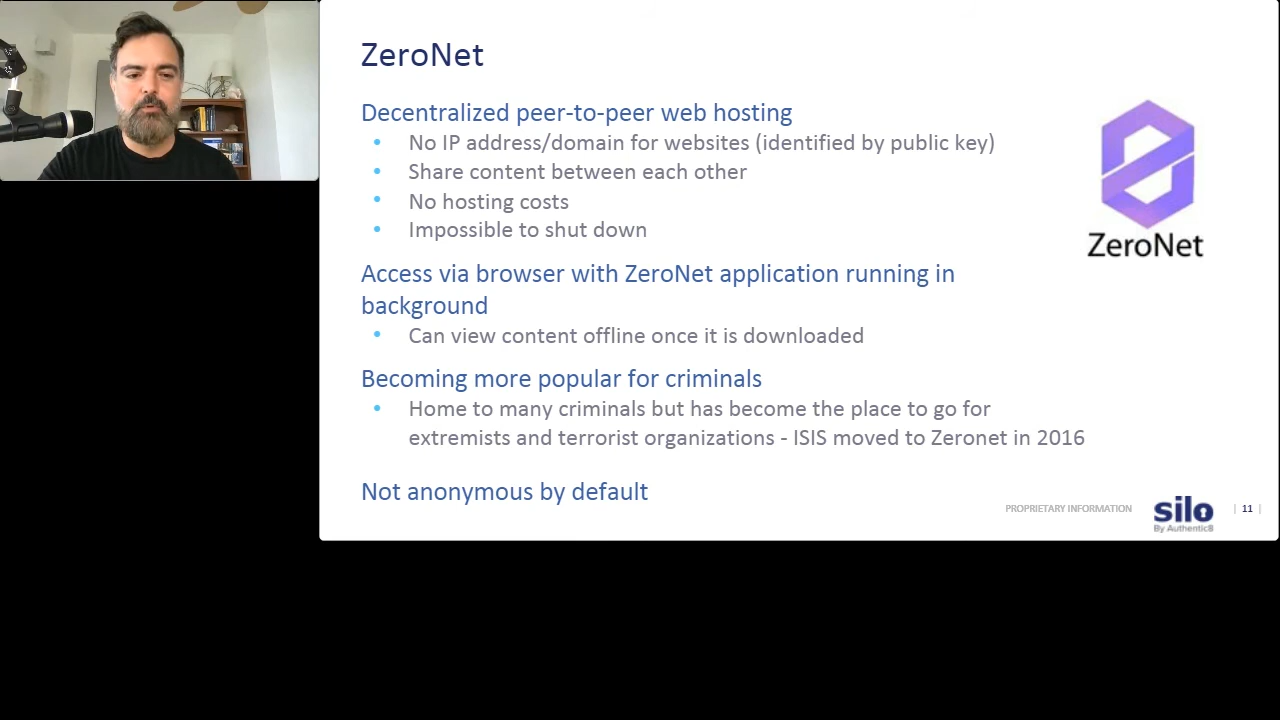 ZeroNet
Decentralized peer-to-peer web hosting
• No IP address/domain for websites (identified by public key)
• Share content between each other
• No hosting costs
• Impossible to shut down
ZeroNet
Access via browser with ZeroNet application running in
background
• Can view content offline once it is downloaded
Becoming more popular for criminals
• Home to many criminals but has become the place to go for
extremists and terrorist organizations - ISIS moved to Zeronet in 2016
Not anonymous by default
PROPRIETARY INFORMATION
silo
By Authentic8
| 11 |